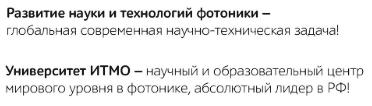 Развитие науки и технологий фотоники –
глобальная современная научно-техническая задача!
Университет ИТМО – научный и образовательный центр
мирового уровня в фотонике, абсолютный лидер в РФ!